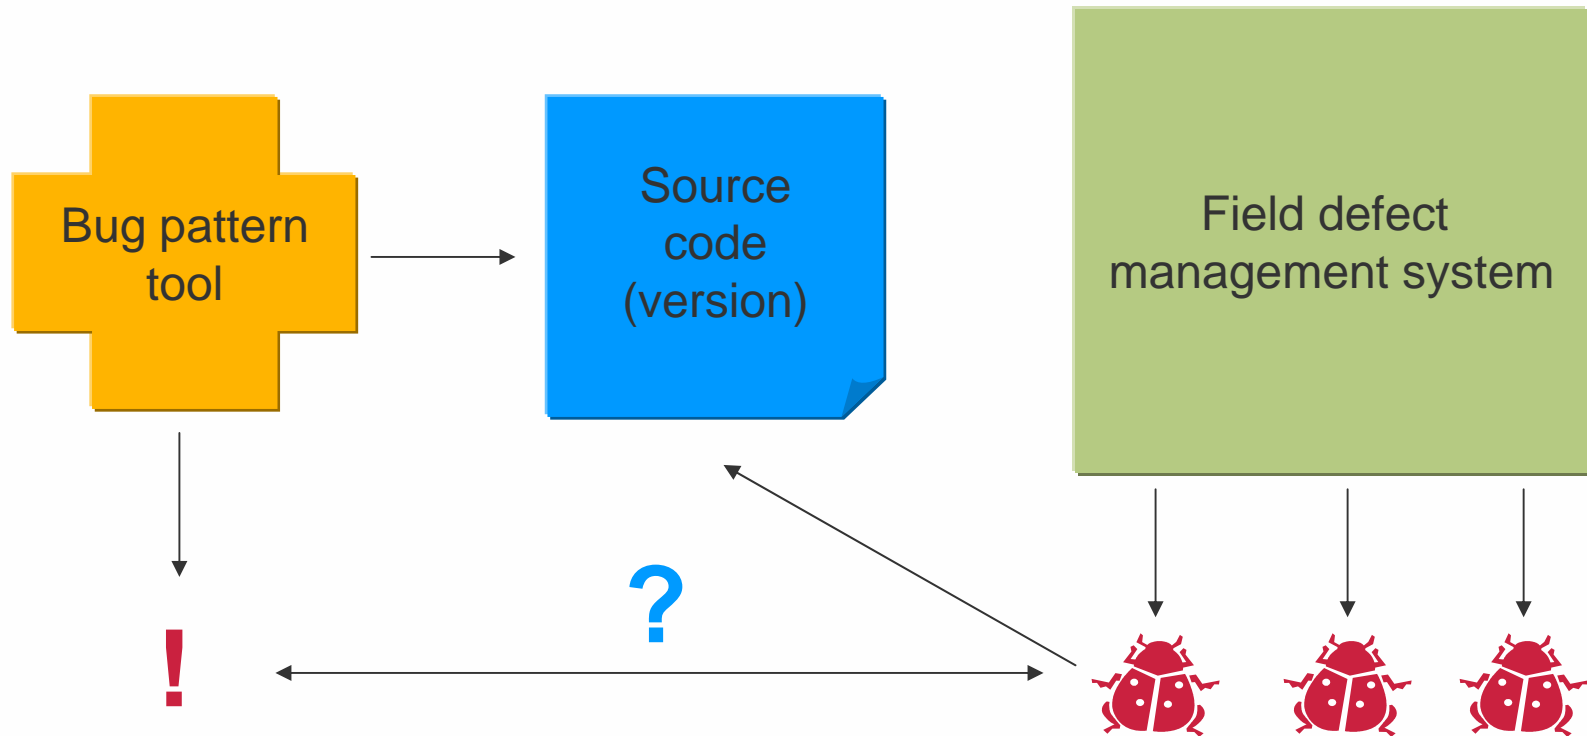 Bug pattern
tool
Source
code
(version)
Field defect
management system
?
!